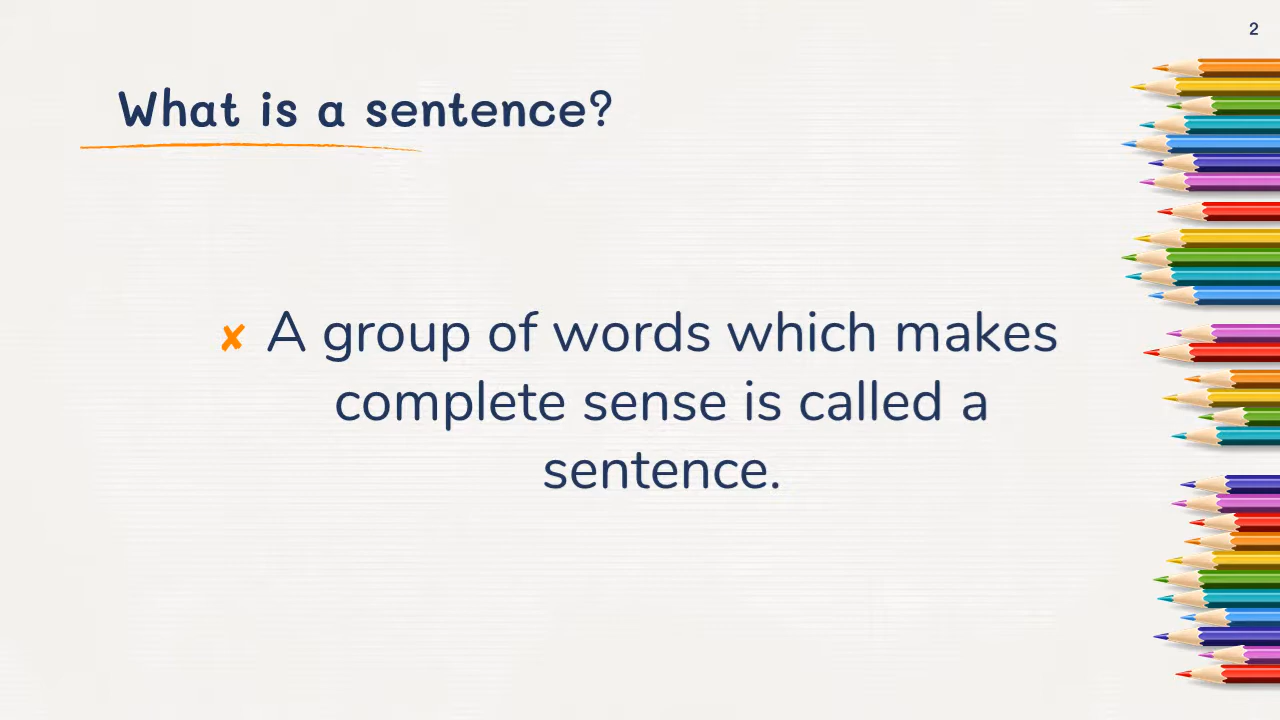 2
What is a sentence?
✘ A group of words which makes
complete sense is called a
sentence.